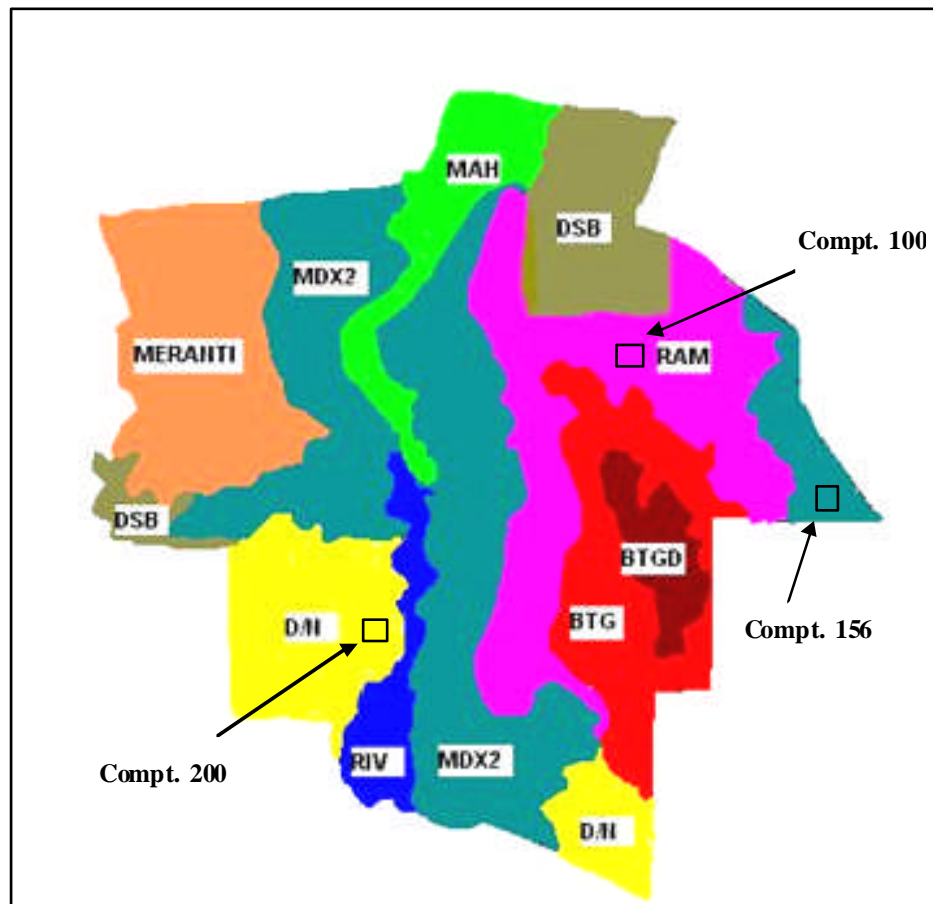 MAH
DSB
Compt. 100
MDX2
MERANTI
RAM
DSB
BTGD
D/N
BTG
Compt. 156
RIV
MDX2
Compt. 200
D/N